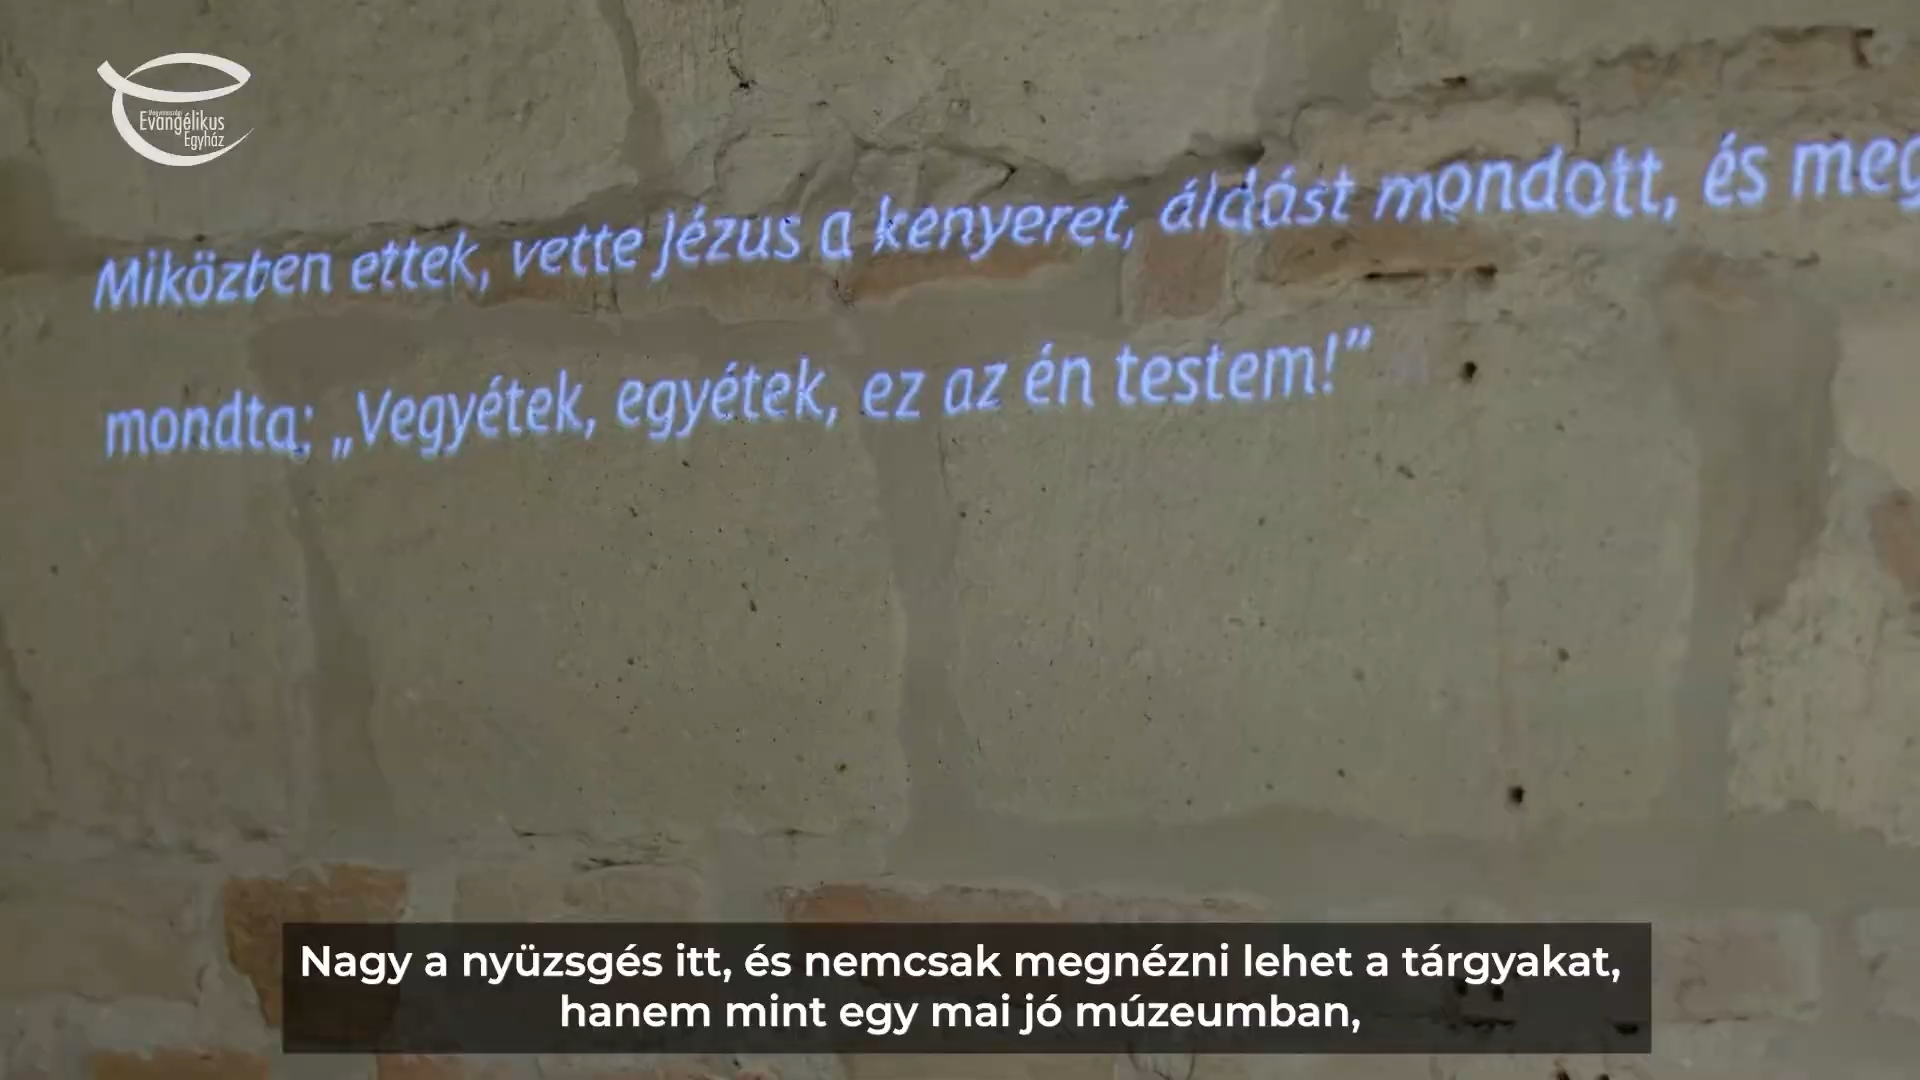 Magyarországi
Evangélikus
Egyház
Miközben ettek, vette Jézus a kenyeret, áldást mondott, és meg
mondta: „Vegyétek, egyétek, ez az én testem!”
Nagy a nyüzsgés itt, és nemcsak megnézni lehet a tárgyakat,
hanem mint egy mai jó múzeumban,